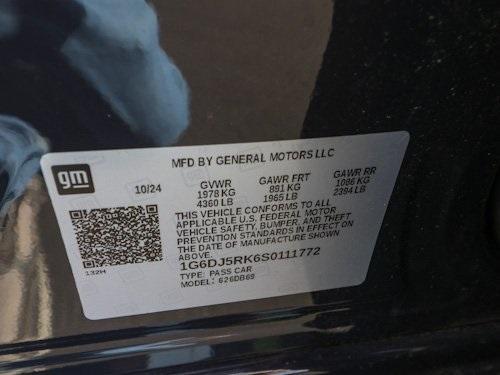 MFD BY GENERAL MOTORS LLC
gm
10/24
GVWR GAWR FRT GAWR RR
1978 KG 891 KG 1086 KG
4360 LB 1965 LB 2394 LB
THIS VEHICLE CONFORMS TO ALL
APPLICABLE U.S. FEDERAL MOTOR
VEHICLE SAFETY, BUMPER, AND THEFT
PREVENTION STANDARDS IN EFFECT ON
THE DATE OF MANUFACTURE SHOWN
ABOVE.
132H
1G6DJ5RK6S0111772
TYPE: PASS CAR
MODEL: 626DB69